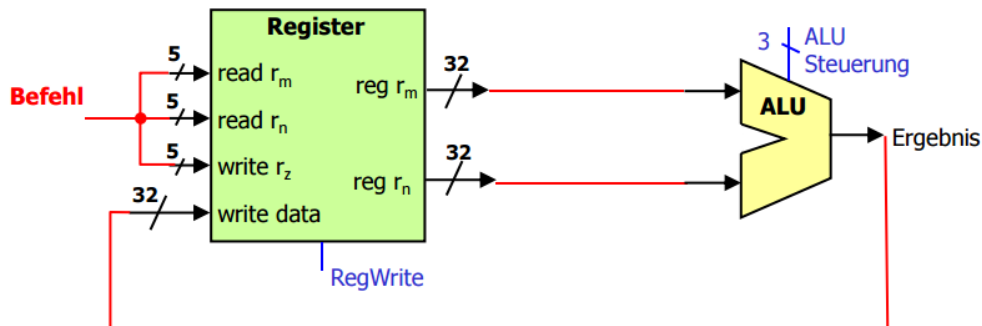 Register
3
ALU
Steuerung
5
read rₘ
reg rₘ
32
Befehl
5
read rₙ
ALU
Ergebnis
5
write r_z
reg rₙ
32
32
write data
RegWrite